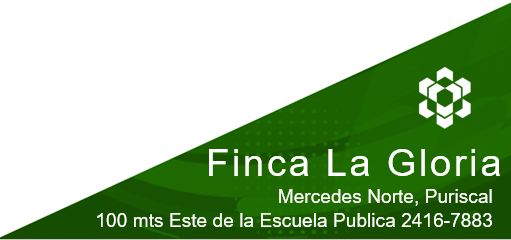 Finca La Gloria
Mercedes Norte, Puriscal
100 mts Este de la Escuela Publica 2416-7883